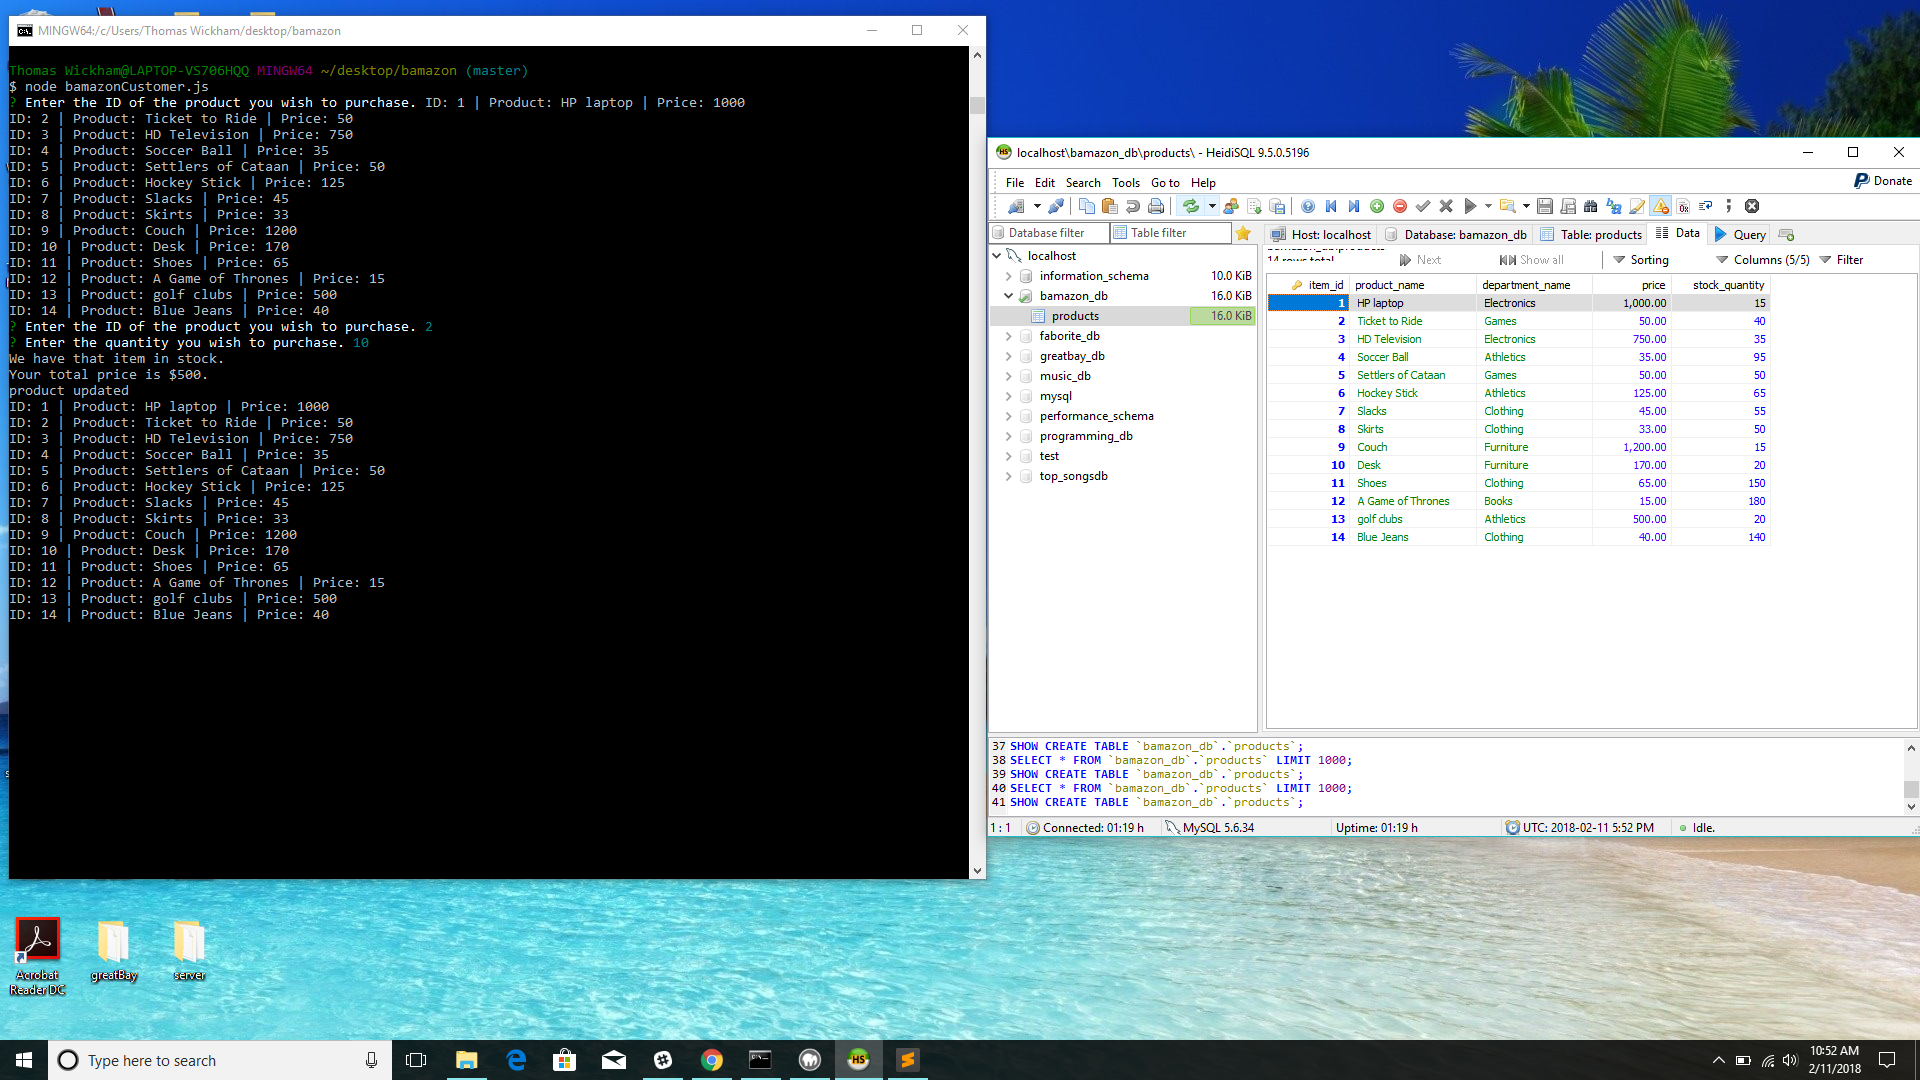 MINGW64:/c/Users/Thomas Wickham/desktop/bamazon
Thomas Wickham@LAPTOP-VS706HQQ MINGW64 ~/desktop/bamazon (master)
$ node bamazonCustomer.js
? Enter the ID of the product you wish to purchase. ID: 1 | Product: HP laptop | Price: 1000
ID: 2 | Product: Ticket to Ride | Price: 50
ID: 3 | Product: HD Television | Price: 750
ID: 4 | Product: Soccer Ball | Price: 35
ID: 5 | Product: Settlers of Cataan | Price: 50
ID: 6 | Product: Hockey Stick | Price: 125
ID: 7 | Product: Slacks | Price: 45
ID: 8 | Product: Skirts | Price: 33
ID: 9 | Product: Couch | Price: 1200
ID: 10 | Product: Desk | Price: 170
ID: 11 | Product: Shoes | Price: 65
ID: 12 | Product: A Game of Thrones | Price: 15
ID: 13 | Product: golf clubs | Price: 500
ID: 14 | Product: Blue Jeans | Price: 40
? Enter the ID of the product you wish to purchase. 2
? Enter the quantity you wish to purchase. 10
We have that item in stock.
Your total price is $500.
product updated
ID: 1 | Product: HP laptop | Price: 1000
ID: 2 | Product: Ticket to Ride | Price: 50
ID: 3 | Product: HD Television | Price: 750
ID: 4 | Product: Soccer Ball | Price: 35
ID: 5 | Product: Settlers of Cataan | Price: 50
ID: 6 | Product: Hockey Stick | Price: 125
ID: 7 | Product: Slacks | Price: 45
ID: 8 | Product: Skirts | Price: 33
ID: 9 | Product: Couch | Price: 1200
ID: 10 | Product: Desk | Price: 170
ID: 11 | Product: Shoes | Price: 65
ID: 12 | Product: A Game of Thrones | Price: 15
ID: 13 | Product: golf clubs | Price: 500
ID: 14 | Product: Blue Jeans | Price: 40
localhost\bamazon_db\products\ - HeidiSQL 9.5.0.5196
File Edit Search Tools Go to Help
Donate
Database filter Table filter
Host: localhost Database: bamazon_db Table: products Data Query
14 rows total Next Show all Sorting Columns (5/5) Filter
localhost
information_schema 10.0 KiB
bamazon_db 16.0 KiB
products 16.0 KiB
faborite_db
greatbay_db
music_db
mysql
performance_schema
programming_db
test
top_songsdb
item_id product_name department_name price stock_quantity
1 HP laptop Electronics 1,000.00 15
2 Ticket to Ride Games 50.00 40
3 HD Television Electronics 750.00 35
4 Soccer Ball Athletics 35.00 95
5 Settlers of Cataan Games 50.00 50
6 Hockey Stick Athletics 125.00 65
7 Slacks Clothing 45.00 55
8 Skirts Clothing 33.00 50
9 Couch Furniture 1,200.00 15
10 Desk Furniture 170.00 20
11 Shoes Clothing 65.00 150
12 A Game of Thrones Books 15.00 180
13 golf clubs Athletics 500.00 20
14 Blue Jeans Clothing 40.00 140
37 SHOW CREATE TABLE `bamazon_db`.`products`;
38 SELECT * FROM `bamazon_db`.`products` LIMIT 1000;
39 SHOW CREATE TABLE `bamazon_db`.`products`;
40 SELECT * FROM `bamazon_db`.`products` LIMIT 1000;
41 SHOW CREATE TABLE `bamazon_db`.`products`;
1 : 1 Connected: 01:19 h MySQL 5.6.34 Uptime: 01:19 h UTC: 2018-02-11 5:52 PM Idle.
Acrobat Reader DC
greatBay
server
Type here to search
HS
10:52 AM
2/11/2018